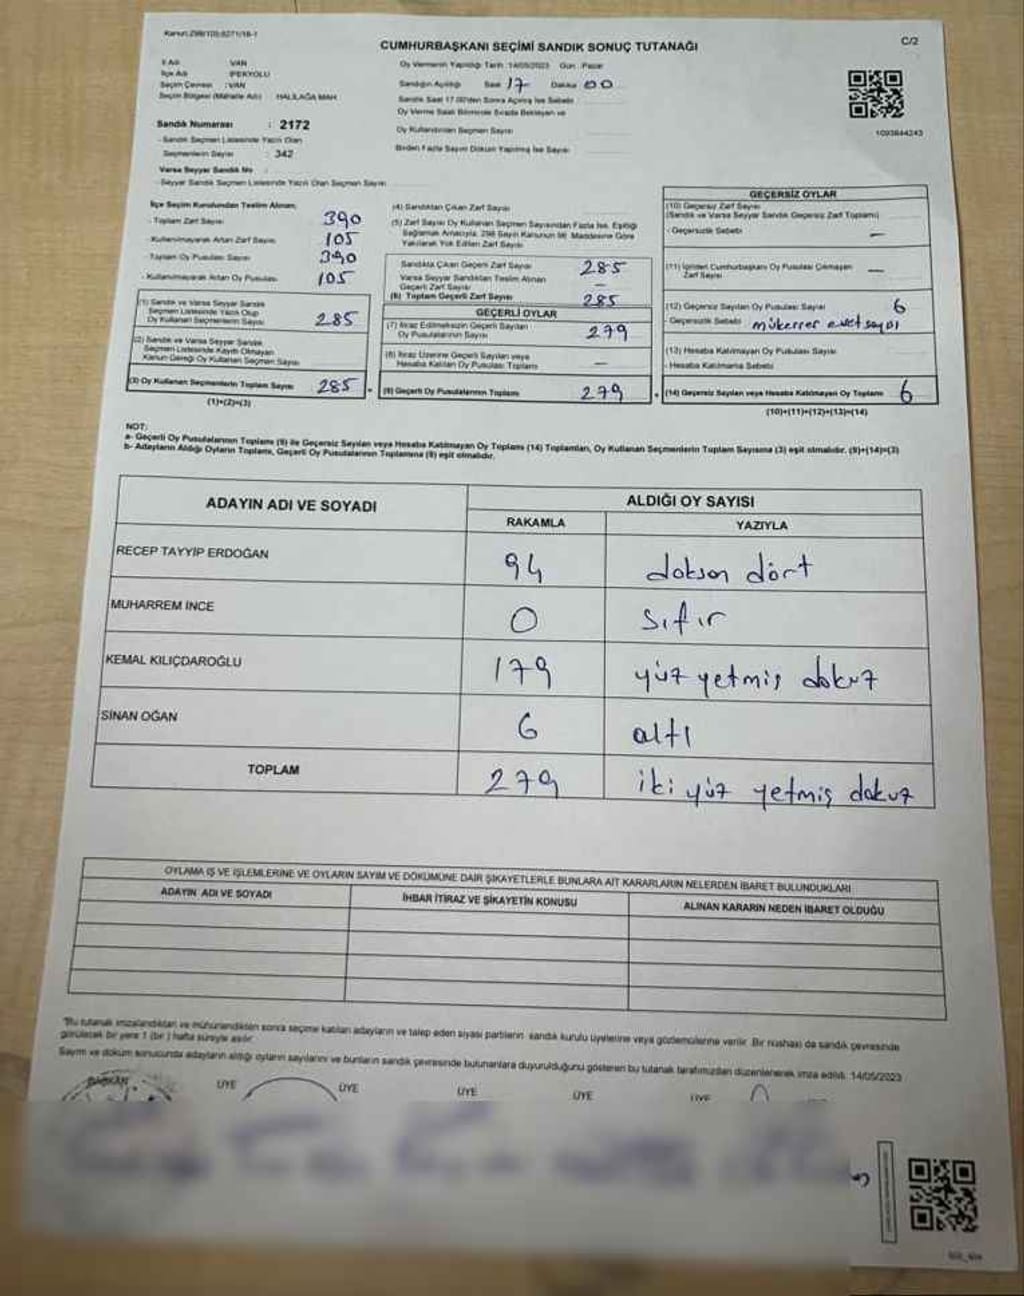 Kanun:298/105;6271/16-1
CUMHURBAŞKANI SEÇİMİ SANDIK SONUÇ TUTANAĞI
C/2
İl Adı : VAN
İlçe Adı : İPEKYOLU
Seçim Çevresi : VAN
Seçim Bölgesi (Mahalle Adı) : HALİLAĞA MAH
Sandık Numarası : 2172
- Sandık Seçmen Listesinde Yazılı Olan
Seçmenlerin Sayısı : 342
Varsa Seyyar Sandık No :
- Seyyar Sandık Seçmen Listesinde Yazılı Olan Seçmen Sayısı
Oy Vermenin Yapıldığı Tarih :14/05/2023 Gün : Pazar
Sandığın Açıldığı Saat 17 Dakika 00
Sandık Saat 17.00'den Sonra Açılmış İse Sebebi
Oy Verme Saati Bitiminde Sırada Bekleyen ve
Oy Kullandırılan Seçmen Sayısı
Birden Fazla Sayım Döküm Yapılmış İse Sayısı
1093844243
İlçe Seçim Kurulundan Teslim Alınan;
- Toplam Zarf Sayısı 390
- Kullanılmayarak Artan Zarf Sayısı 105
- Toplam Oy Pusulası Sayısı 390
- Kullanılmayarak Artan Oy Pusulası 105
(1) Sandık ve Varsa Seyyar Sandık
Seçmen Listesinde Yazılı Olup
Oy Kullanan Seçmenlerin Sayısı 285
(2) Sandık ve Varsa Seyyar Sandık
Seçmen Listesinde Kayıtlı Olmayan
Kanun Gereği Oy Kullanan Seçmen Sayısı
(3) Oy Kullanan Seçmenlerin Toplam Sayısı 285
(1)+(2)=(3)
(4) Sandıktan Çıkan Zarf Sayısı
(5) Zarf Sayısı Oy Kullanan Seçmen Sayısından Fazla İse, Eşitliği
Sağlamak Amacıyla, 298 Sayılı Kanunun 98. Maddesine Göre
Yakılarak Yok Edilen Zarf Sayısı
Sandıkta Çıkan Geçerli Zarf Sayısı 285
Varsa Seyyar Sandıktan Teslim Alınan
Geçerli Zarf Sayısı —
(6) Toplam Geçerli Zarf Sayısı 285
GEÇERLİ OYLAR
(7) İtiraz Edilmeksizin Geçerli Sayılan
Oy Pusulalarının Sayısı 279
(8) İtiraz Üzerine Geçerli Sayılan veya
Hesaba Katılan Oy Pusulası Toplamı —
(9) Geçerli Oy Pusulalarının Toplamı 279
GEÇERSİZ OYLAR
(10) Geçersiz Zarf Sayısı
(Sandık ve Varsa Seyyar Sandık Geçersiz Zarf Toplamı)
- Geçersizlik Sebebi —
(11) İçinden Cumhurbaşkanı Oy Pusulası Çıkmayan
Zarf Sayısı —
(12) Geçersiz Sayılan Oy Pusulası Sayısı 6
- Geçersizlik Sebebi mükerrer evet sayısı
(13) Hesaba Katılmayan Oy Pusulası Sayısı
- Hesaba Katılmama Sebebi
(14) Geçersiz Sayılan veya Hesaba Katılmayan Oy Toplamı 6
(10)+(11)+(12)+(13)=(14)
NOT:
a- Geçerli Oy Pusulalarının Toplamı (9) ile Geçersiz Sayılan veya Hesaba Katılmayan Oy Toplamı (14) Toplamları, Oy Kullanan Seçmenlerin Toplam Sayısına (3) eşit olmalıdır. (9)+(14)=(3)
b- Adayların Aldığı Oyların Toplamı, Geçerli Oy Pusulalarının Toplamına (9) eşit olmalıdır.
ADAYIN ADI VE SOYADI
ALDIĞI OY SAYISI
RAKAMLA YAZIYLA
RECEP TAYYİP ERDOĞAN 94 doksan dört
MUHARREM İNCE 0 sıfır
KEMAL KILIÇDAROĞLU 179 yüz yetmiş dokuz
SİNAN OĞAN 6 altı
TOPLAM 279 iki yüz yetmiş dokuz
OYLAMA İŞ VE İŞLEMLERİNE VE OYLARIN SAYIM VE DÖKÜMÜNE DAİR ŞİKAYETLERLE BUNLARA AİT KARARLARIN NELERDEN İBARET BULUNDUKLARI
ADAYIN ADI VE SOYADI
İHBAR İTİRAZ VE ŞİKAYETİN KONUSU
ALINAN KARARIN NEDEN İBARET OLDUĞU
"Bu tutanak imzalandıktan ve mühürlendikten sonra seçime katılan adayların ve talep eden siyasi partilerin sandık kurulu üyelerine veya gözlemcilerine verilir. Bir nüshası da sandık çevresinde
görülecek bir yere 1 (bir ) hafta süreyle asılır.
Sayım ve döküm sonucunda adayların aldığı oyların sayılarını ve bunların sandık çevresinde bulunanlara duyurulduğunu gösteren bu tutanak tarafımızdan düzenlenerek imza edildi. 14/05/2023
BAŞKAN ÜYE ÜYE ÜYE ÜYE ÜYE